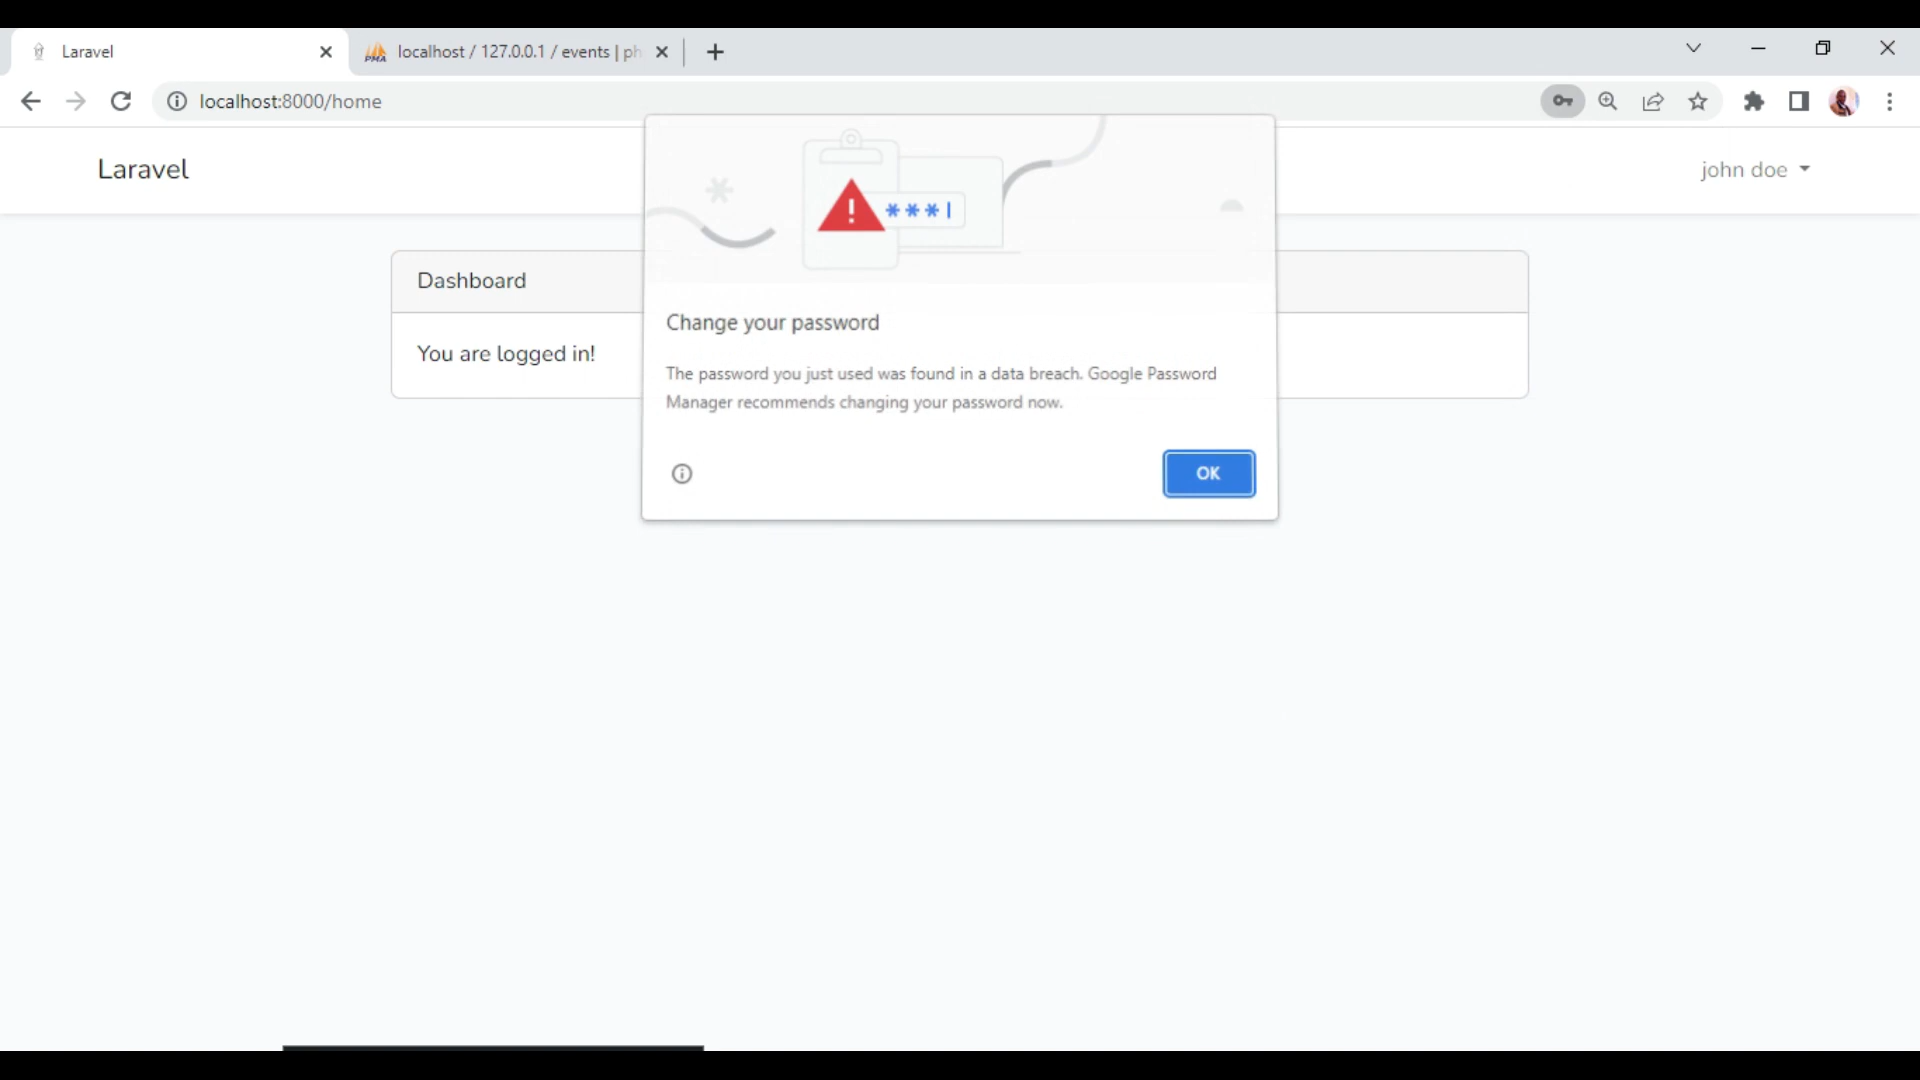 Laravel
localhost / 127.0.0.1 / events | ph
localhost:8000/home
Laravel
john doe
Dashboard
You are logged in!
***|
Change your password
The password you just used was found in a data breach. Google Password
Manager recommends changing your password now.
OK